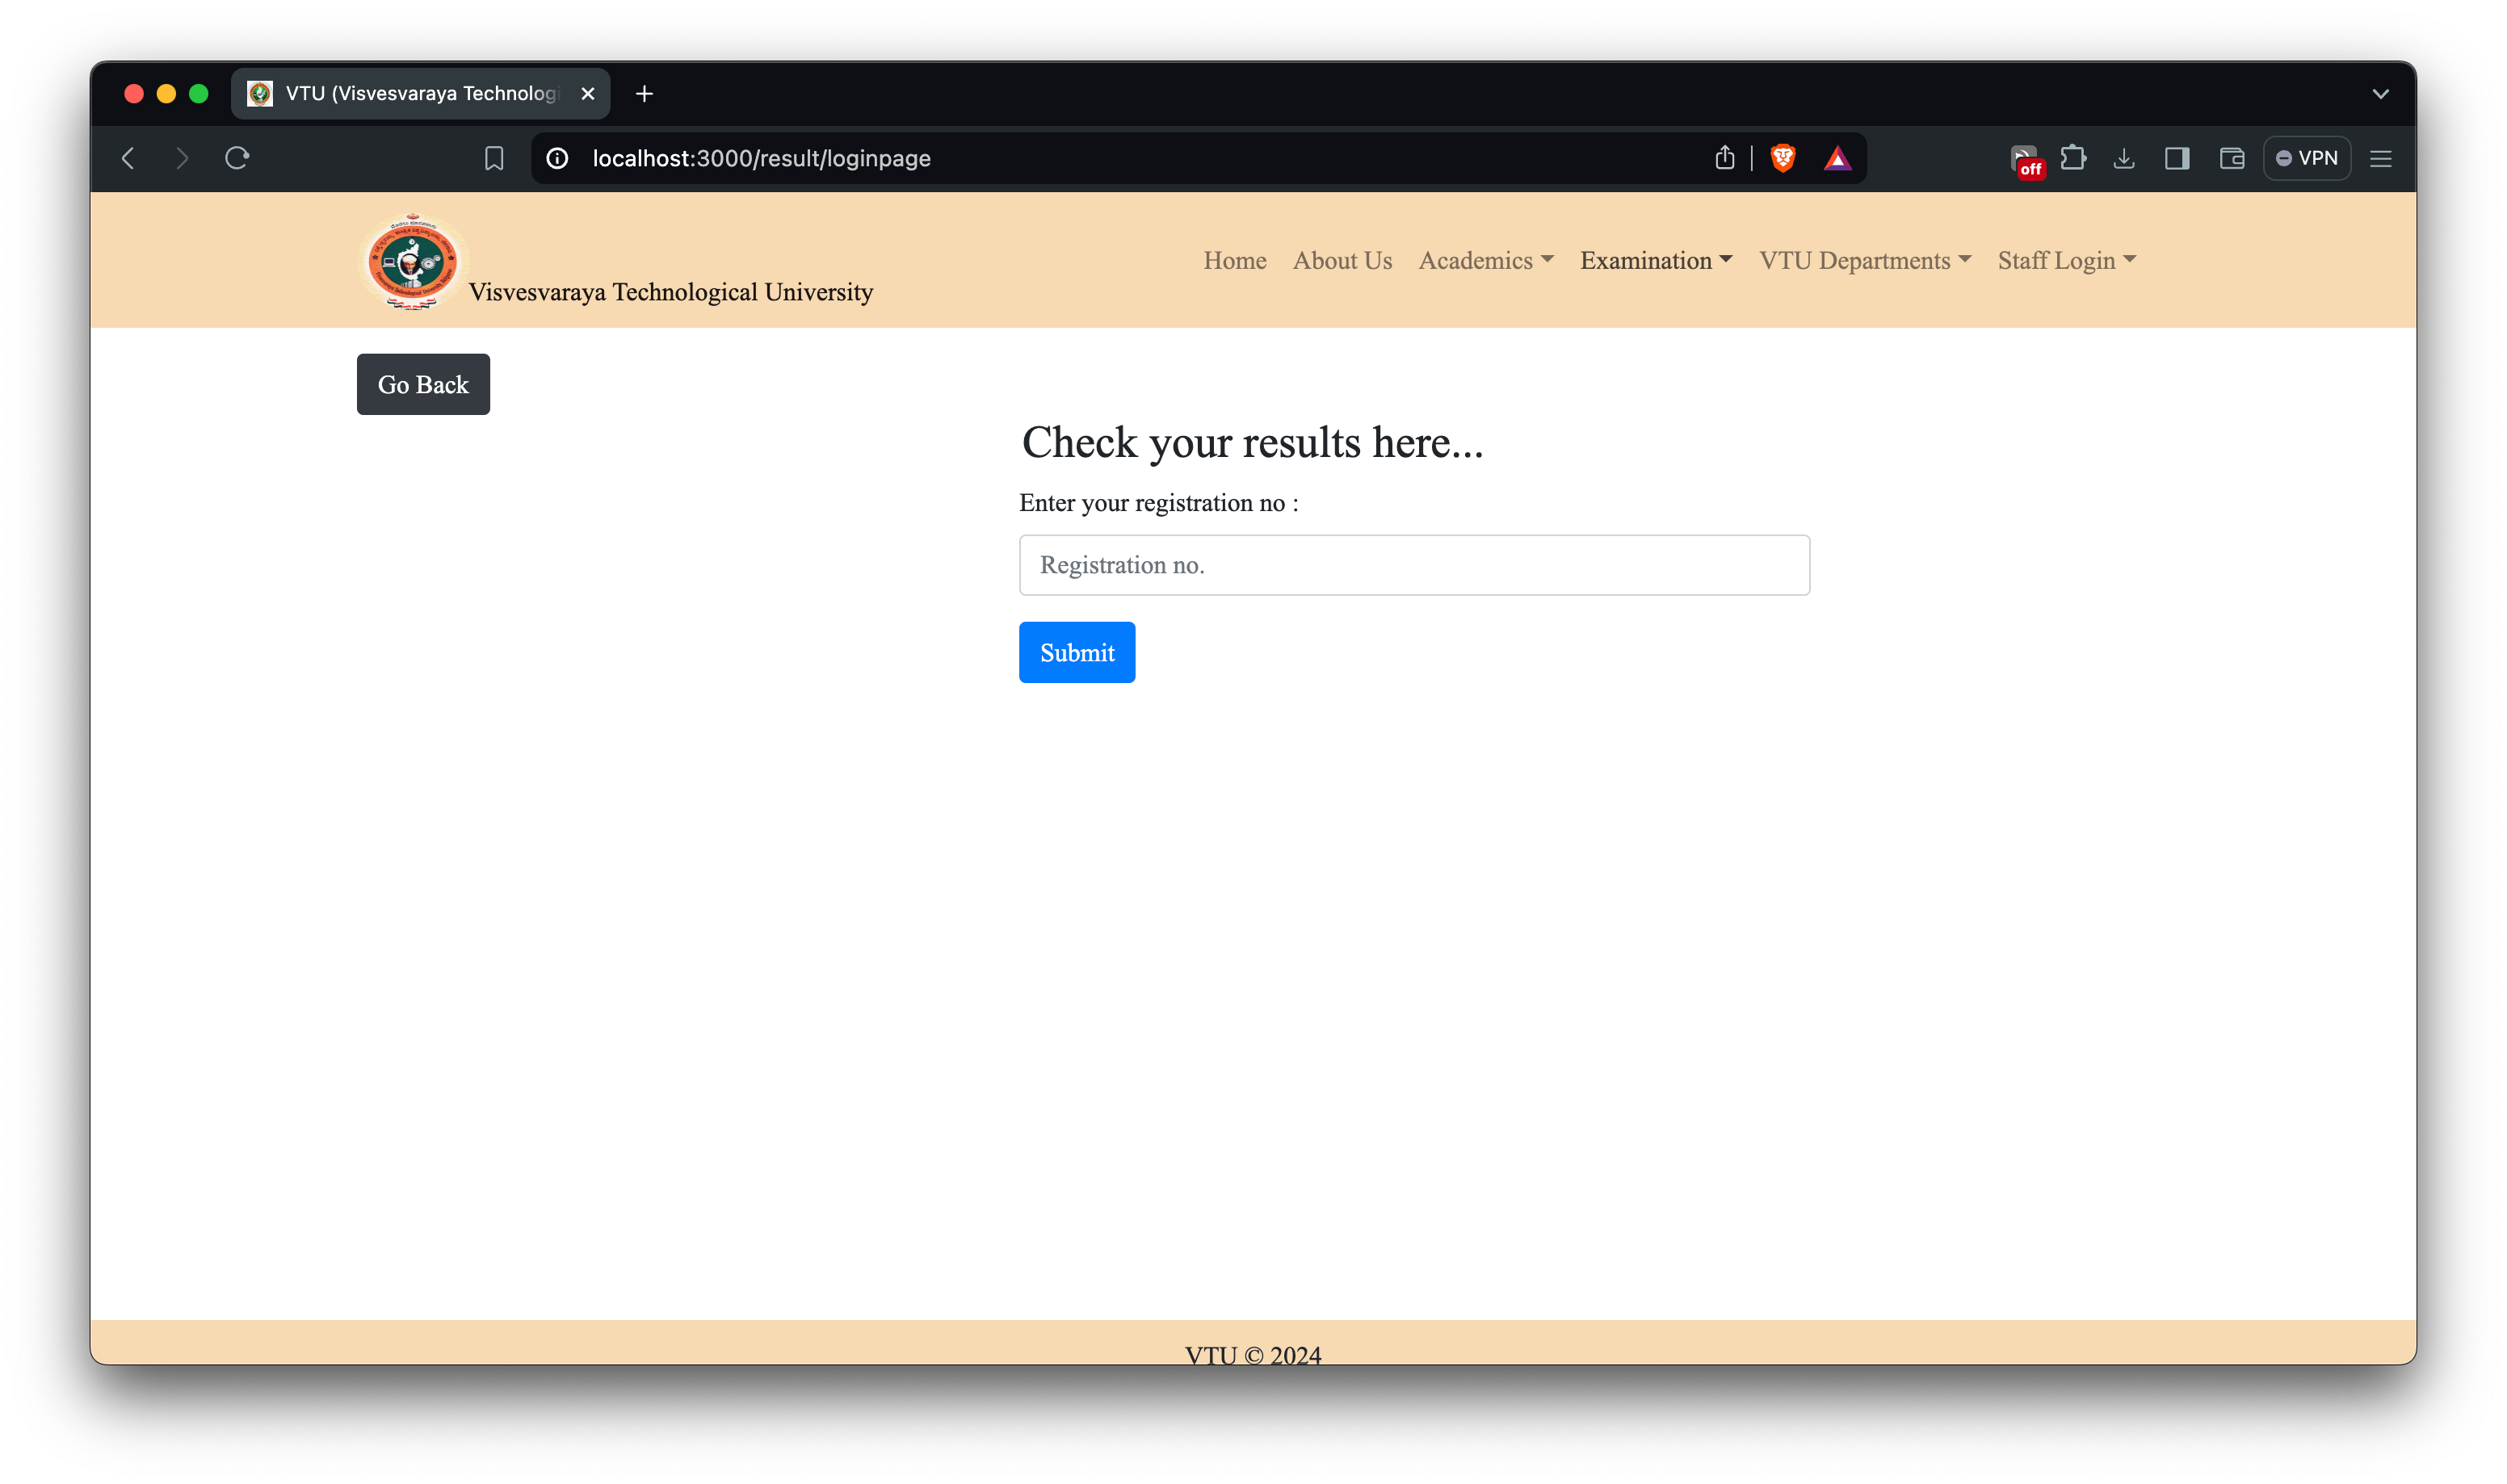 VTU (Visvesvaraya Technologi
localhost:3000/result/loginpage
off
VPN
Visvesvaraya Technological University
Home About Us Academics Examination VTU Departments Staff Login
Go Back
Check your results here...
Enter your registration no :
Registration no.
Submit
VTU © 2024